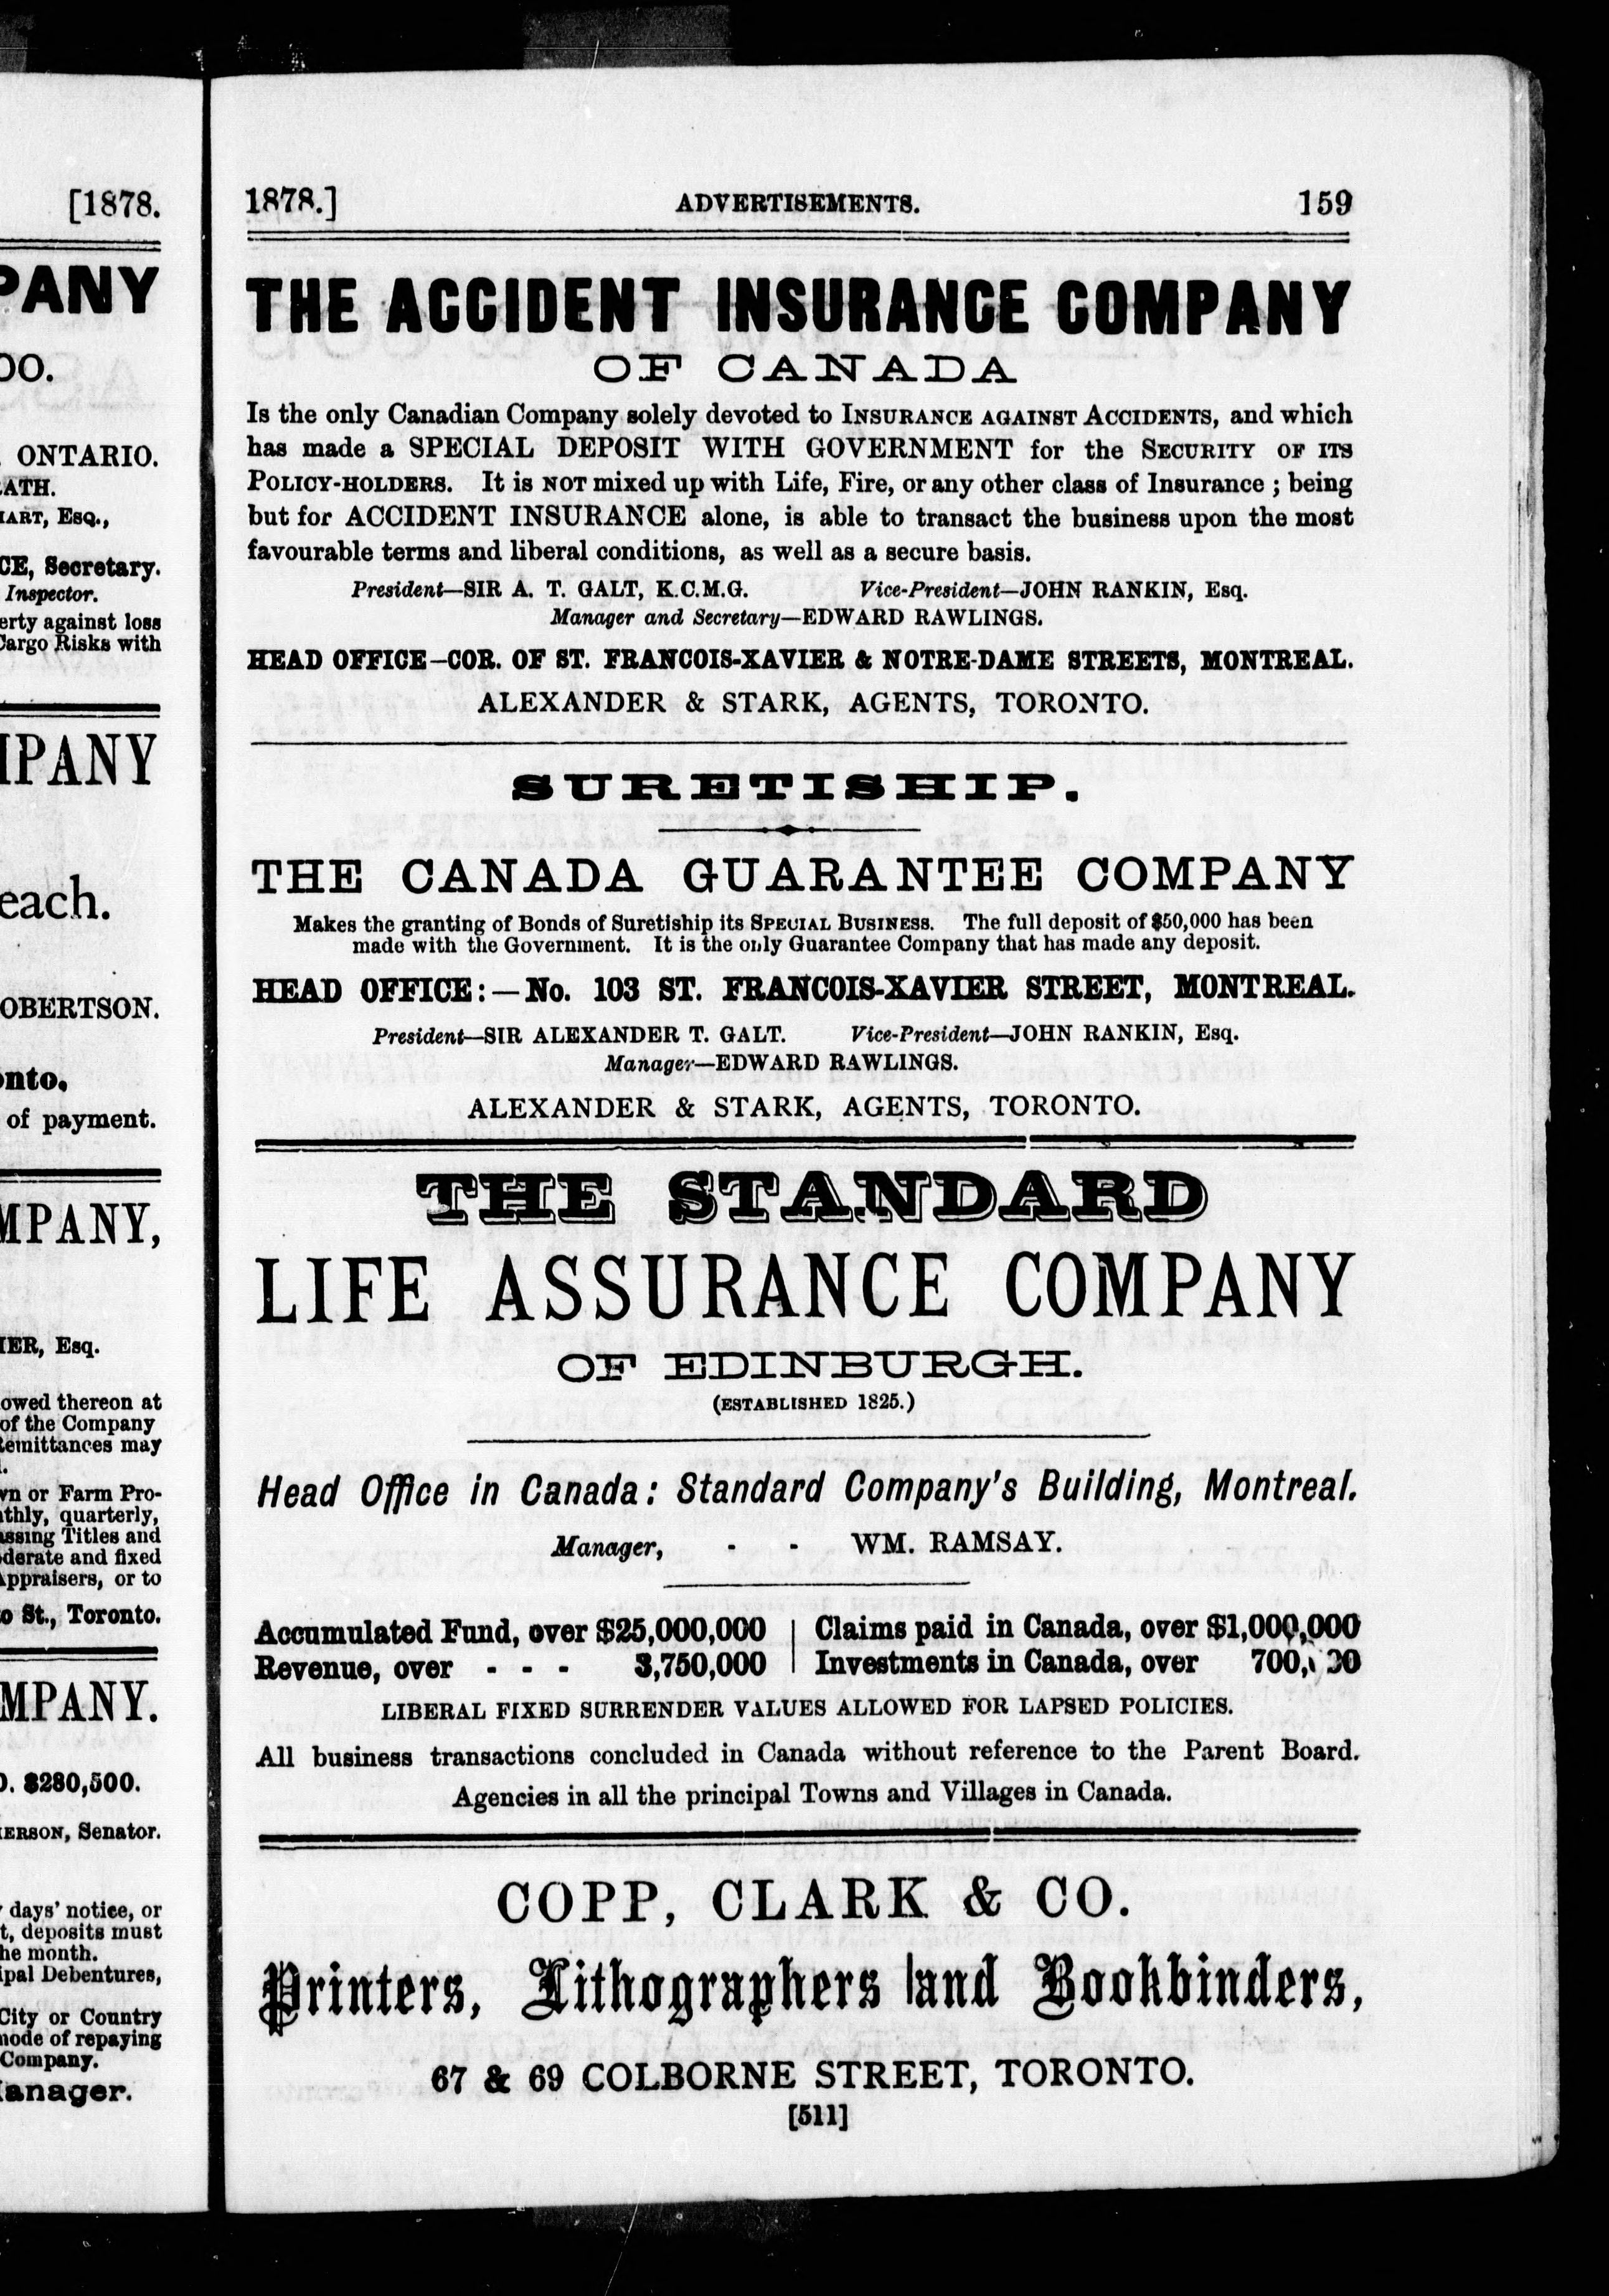 [1878.
PANY
OO.
ONTARIO.
ATH.
HART, ESQ.,
CE, Secretary.
Inspector.
erty against loss
Cargo Risks with
MPANY
each.
OBERTSON.
onto.
of payment.
MPANY,
IER, Esq.
owed thereon at
of the Company
Remittances may
wn or Farm Pro-
thly, quarterly,
assing Titles and
derate and fixed
Appraisers, or to
o St., Toronto.
MPANY.
D. $280,500.
ERSON, Senator.
days' notice, or
t, deposits must
he month.
ipal Debentures,
City or Country
mode of repaying
Company.
Manager.
1878.] ADVERTISEMENTS. 159
THE ACCIDENT INSURANCE COMPANY
OF CANADA
Is the only Canadian Company solely devoted to INSURANCE AGAINST ACCIDENTS, and which
has made a SPECIAL DEPOSIT WITH GOVERNMENT for the SECURITY OF ITS
POLICY-HOLDERS. It is NOT mixed up with Life, Fire, or any other class of Insurance ; being
but for ACCIDENT INSURANCE alone, is able to transact the business upon the most
favourable terms and liberal conditions, as well as a secure basis.
President—SIR A. T. GALT, K.C.M.G. Vice-President—JOHN RANKIN, Esq.
Manager and Secretary—EDWARD RAWLINGS.
HEAD OFFICE–COR. OF ST. FRANCOIS-XAVIER & NOTRE-DAME STREETS, MONTREAL.
ALEXANDER & STARK, AGENTS, TORONTO.
SURETISHIP.
THE CANADA GUARANTEE COMPANY
Makes the granting of Bonds of Suretiship its SPECIAL BUSINESS. The full deposit of $50,000 has been
made with the Government. It is the only Guarantee Company that has made any deposit.
HEAD OFFICE:—No. 103 ST. FRANCOIS-XAVIER STREET, MONTREAL.
President—SIR ALEXANDER T. GALT. Vice-President—JOHN RANKIN, Esq.
Manager—EDWARD RAWLINGS.
ALEXANDER & STARK, AGENTS, TORONTO.
THE STANDARD
LIFE ASSURANCE COMPANY
OF EDINBURGH.
(ESTABLISHED 1825.)
Head Office in Canada: Standard Company's Building, Montreal.
Manager, - - WM. RAMSAY.
Accumulated Fund, over $25,000,000 | Claims paid in Canada, over $1,000,000
Revenue, over - - - 3,750,000 | Investments in Canada, over 700,000
LIBERAL FIXED SURRENDER VALUES ALLOWED FOR LAPSED POLICIES.
All business transactions concluded in Canada without reference to the Parent Board.
Agencies in all the principal Towns and Villages in Canada.
COPP, CLARK & CO.
Printers, Lithographers and Bookbinders,
67 & 69 COLBORNE STREET, TORONTO.
[511]